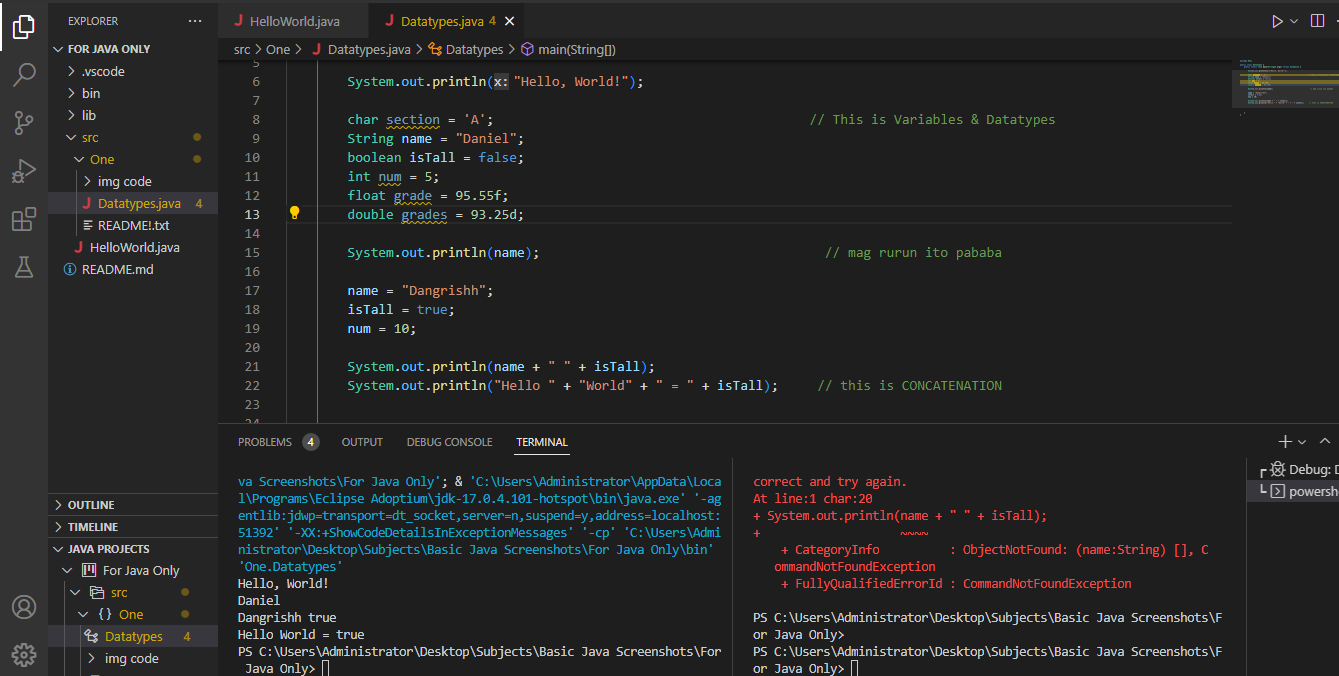 EXPLORER
FOR JAVA ONLY
.vscode
bin
lib
src
One
img code
Datatypes.java 4
README!.txt
HelloWorld.java
README.md
OUTLINE
TIMELINE
JAVA PROJECTS
For Java Only
src
One
Datatypes 4
img code
HelloWorld.java
Datatypes.java 4
src > One > Datatypes.java > Datatypes > main(String[])
5
6 System.out.println(x: "Hello, World!");
7
8 char section = 'A'; // This is Variables & Datatypes
9 String name = "Daniel";
10 boolean isTall = false;
11 int num = 5;
12 float grade = 95.55f;
13 double grades = 93.25d;
14
15 System.out.println(name); // mag rurun ito pababa
16
17 name = "Dangrishh";
18 isTall = true;
19 num = 10;
20
21 System.out.println(name + " " + isTall);
22 System.out.println("Hello " + "World" + " = " + isTall); // this is CONCATENATION
23
24
PROBLEMS 4 OUTPUT DEBUG CONSOLE TERMINAL
va Screenshots\For Java Only'; & 'C:\Users\Administrator\AppData\Loca
l\Programs\Eclipse Adoptium\jdk-17.0.4.101-hotspot\bin\java.exe' '-ag
entlib:jdwp=transport=dt_socket,server=n,suspend=y,address=localhost:
51392' '-XX:+ShowCodeDetailsInExceptionMessages' '-cp' 'C:\Users\Admi
nistrator\Desktop\Subjects\Basic Java Screenshots\For Java Only\bin'
'One.Datatypes'
Hello, World!
Daniel
Dangrishh true
Hello World = true
PS C:\Users\Administrator\Desktop\Subjects\Basic Java Screenshots\For
Java Only>
correct and try again.
At line:1 char:20
+ System.out.println(name + " " + isTall);
+ ~~~~
+ CategoryInfo : ObjectNotFound: (name:String) [], C
ommandNotFoundException
+ FullyQualifiedErrorId : CommandNotFoundException
PS C:\Users\Administrator\Desktop\Subjects\Basic Java Screenshots\F
or Java Only>
PS C:\Users\Administrator\Desktop\Subjects\Basic Java Screenshots\F
or Java Only>
Debug: D
powersh